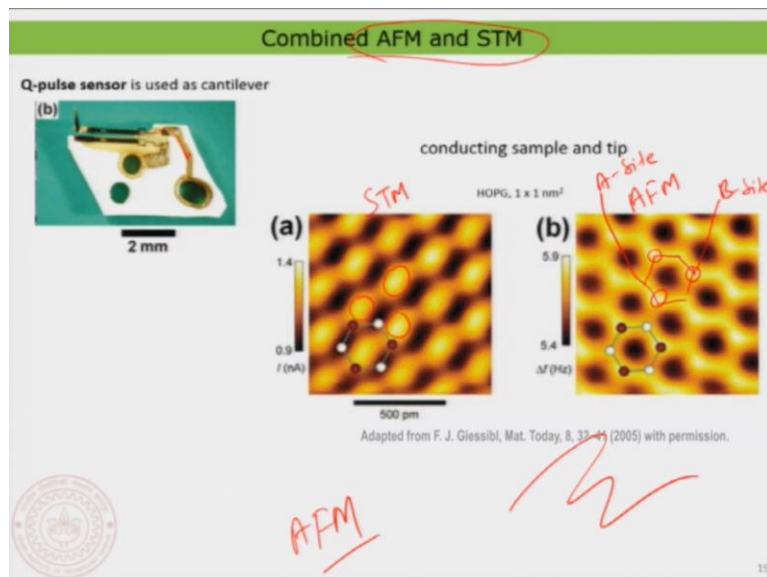 Combined AFM and STM
Q-pulse sensor is used as cantilever
(b)
2 mm
conducting sample and tip
HOPG, 1 x 1 nm²
STM
A-site
AFM
B-site
(a)
1.4
0.9
I (nA)
500 pm
(b)
5.9
5.4
Δf (Hz)
Adapted from F. J. Giessibl, Mat. Today, 8, 32-41 (2005) with permission.
AFM